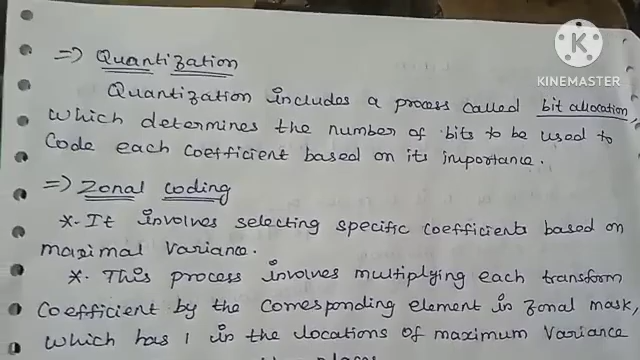 K
KINEMASTER
=> Quantization
Quantization includes a process called bit allocation,
which determines the number of bits to be used to
Code each coefficient based on its importance.
=> Zonal coding
*. It involves selecting specific coefficients based on
maximal variance.
*. This process involves multiplying each transform
Coefficient by the corresponding element in zonal mask,
which has 1 in the locations of maximum variance